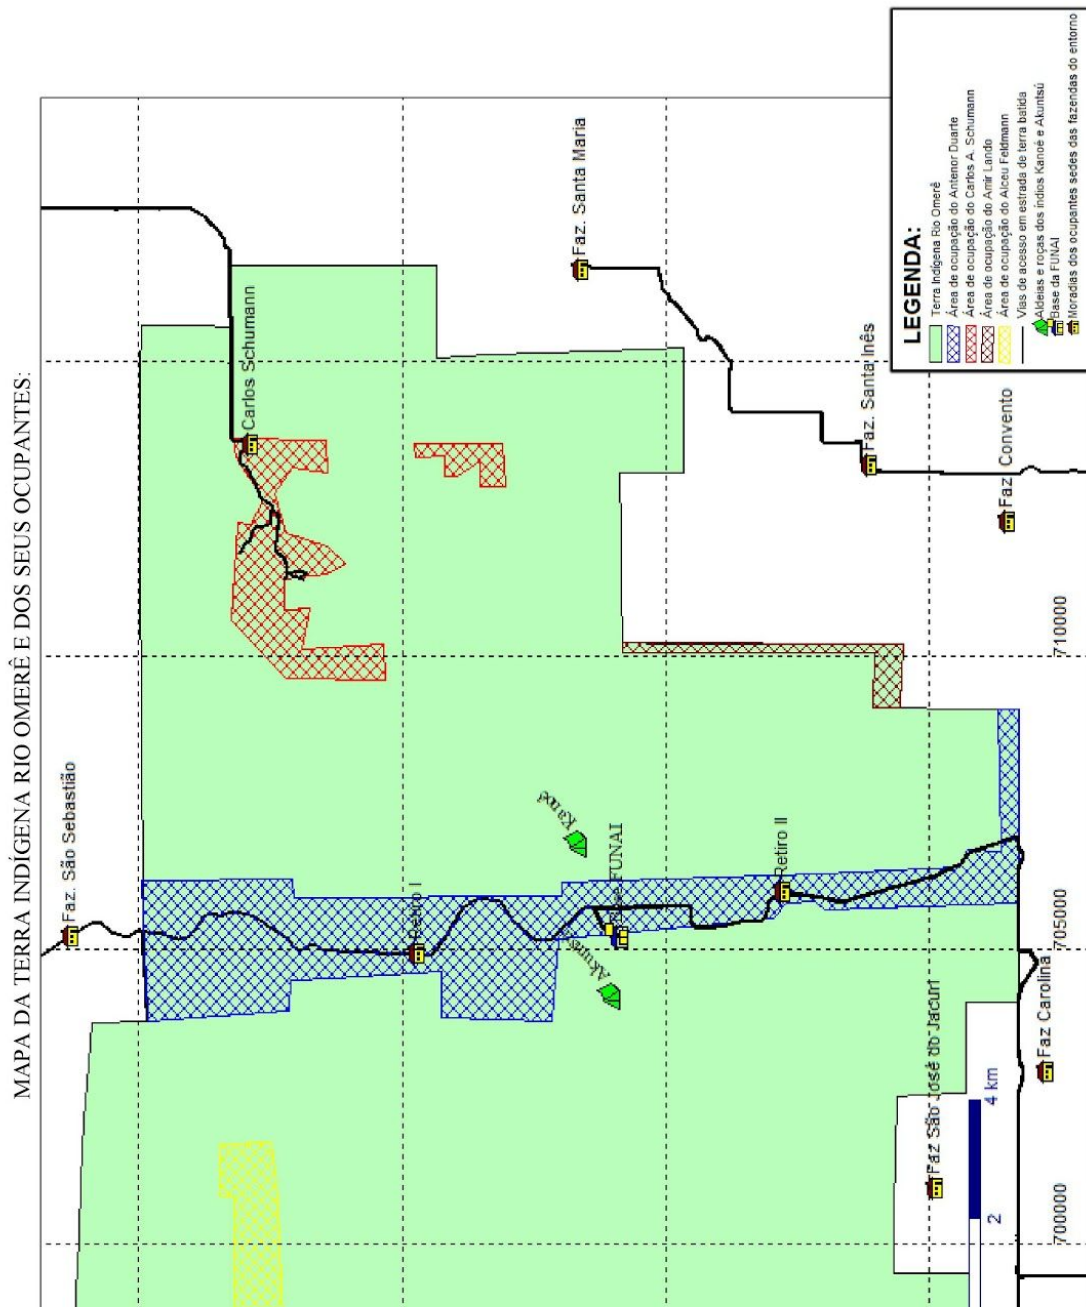 MAPA DA TERRA INDÍGENA RIO OMERÊ E DOS SEUS OCUPANTES:
Faz. São Sebastião
Carlos Schumann
Faz. Santa Maria
Retiro I
Kanoê
Base FUNAI
Retiro II
Faz. Santa Inês
Faz. Convento
Faz São José do Jacuri
Faz Carolina
2
4 km
700000
705000
710000
LEGENDA:
Terra Indígena Rio Omerê
Área de ocupação do Antenor Duarte
Área de ocupação do Carlos A. Schumann
Área de ocupação do Amir Lando
Área de ocupação do Alceu Feldmann
Vias de acesso em estrada de terra batida
Aldeias e roças dos índios Kanoê e Akuntsú
Base da FUNAI
Moradias dos ocupantes sedes das fazendas do entorno